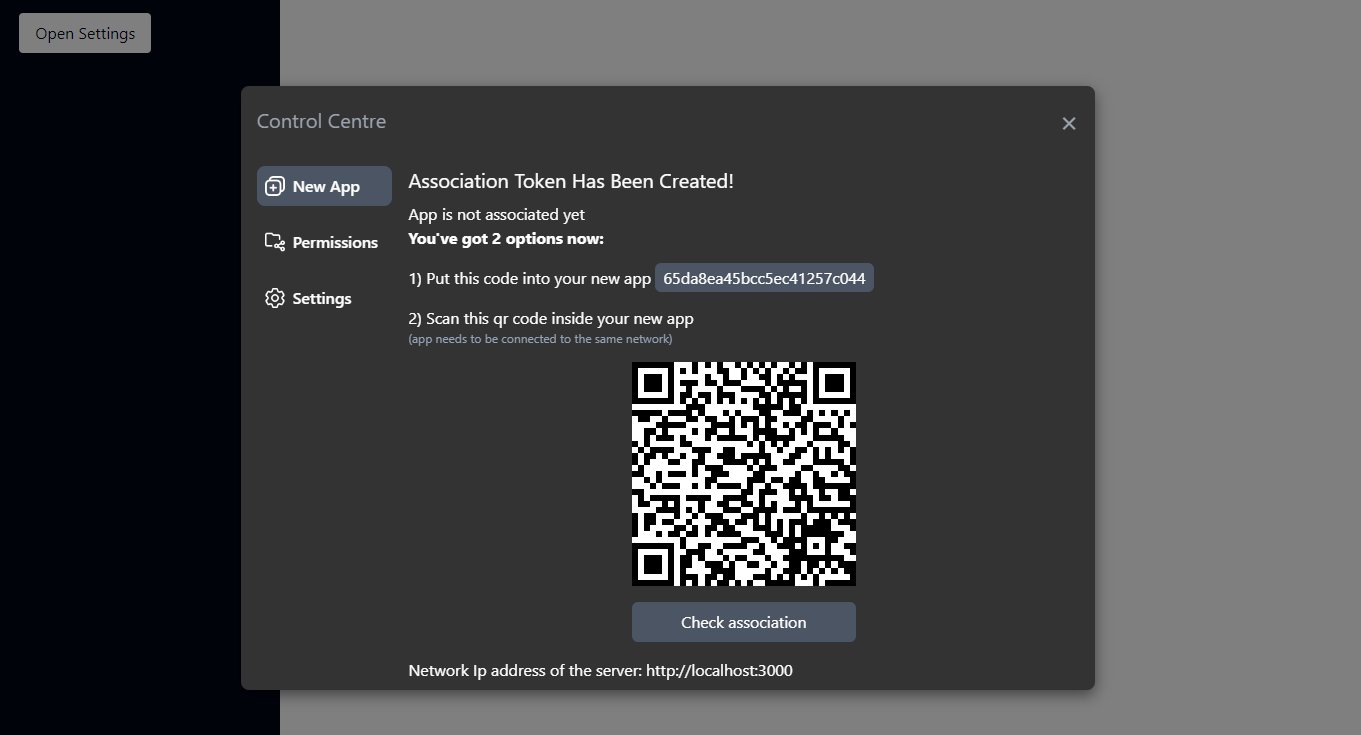 Open Settings
Control Centre
New App
Permissions
Settings
Association Token Has Been Created!
App is not associated yet
You've got 2 options now:
1) Put this code into your new app 65da8ea45bcc5ec41257c044
2) Scan this qr code inside your new app
(app needs to be connected to the same network)
Check association
Network Ip address of the server: http://localhost:3000